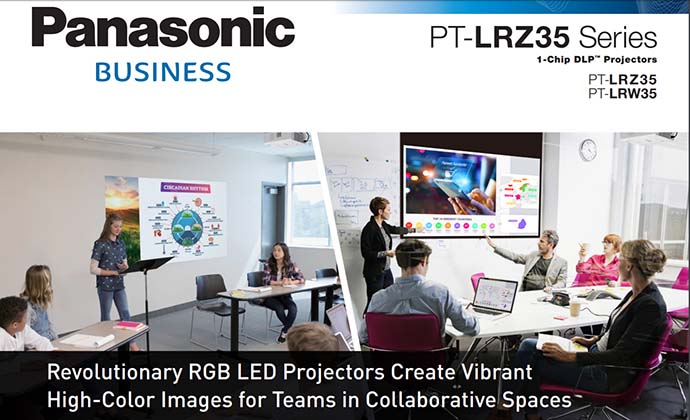 Panasonic
BUSINESS
PT-LRZ35 Series
1-Chip DLP™ Projectors
PT-LRZ35
PT-LRW35
CIRCADIAN RHYTHM
Revolutionary RGB LED Projectors Create Vibrant
High-Color Images for Teams in Collaborative Spaces